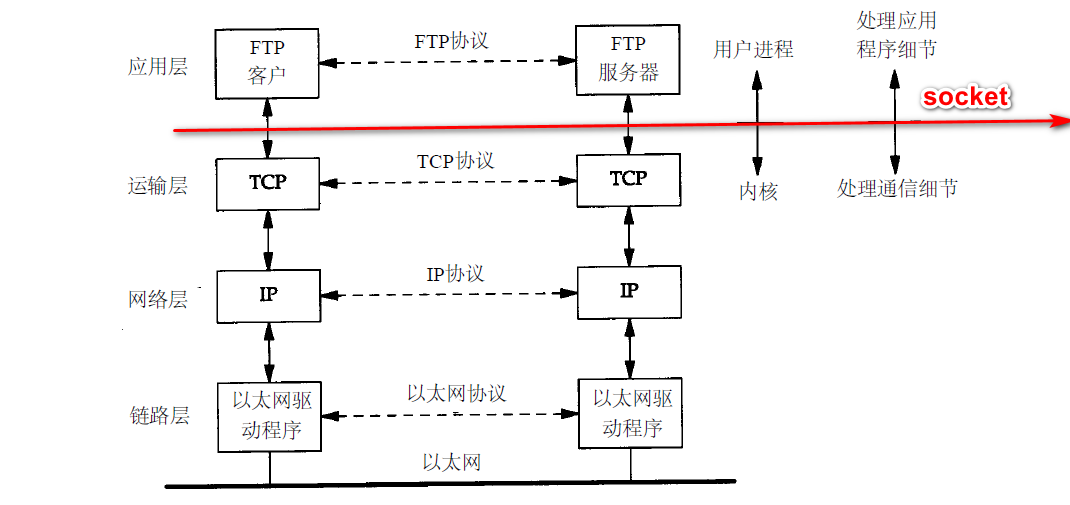 FTP
客户
FTP协议
FTP
服务器
应用层
用户进程
处理应用
程序细节
socket
运输层
TCP
TCP协议
TCP
内核
处理通信细节
网络层
IP
IP协议
IP
链路层
以太网驱
动程序
以太网协议
以太网驱
动程序
以太网